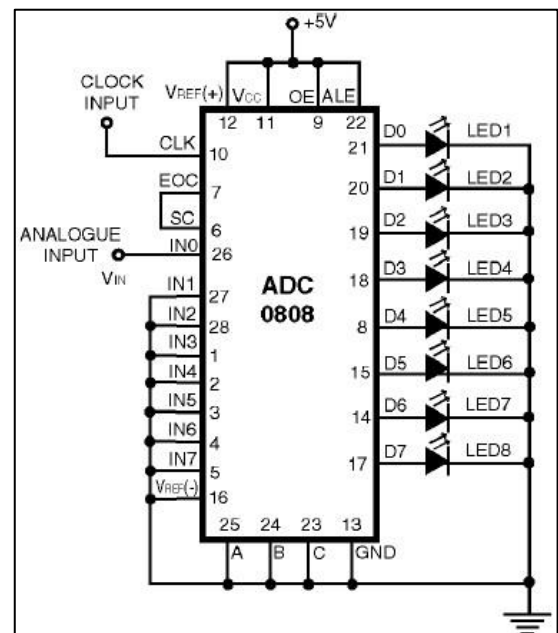 +5V
CLOCK
INPUT
VREF(+) VCC OE ALE
12 11 9 22
CLK 10
EOC 7
SC 6
ANALOGUE
INPUT
VIN
IN0 26
IN1 27
IN2 28
IN3 1
IN4 2
IN5 3
IN6 4
IN7 5
VREF(-) 16
ADC
0808
21 D0 LED1
20 D1 LED2
19 D2 LED3
18 D3 LED4
8 D4 LED5
15 D5 LED6
14 D6 LED7
17 D7 LED8
25 24 23 13
A B C GND